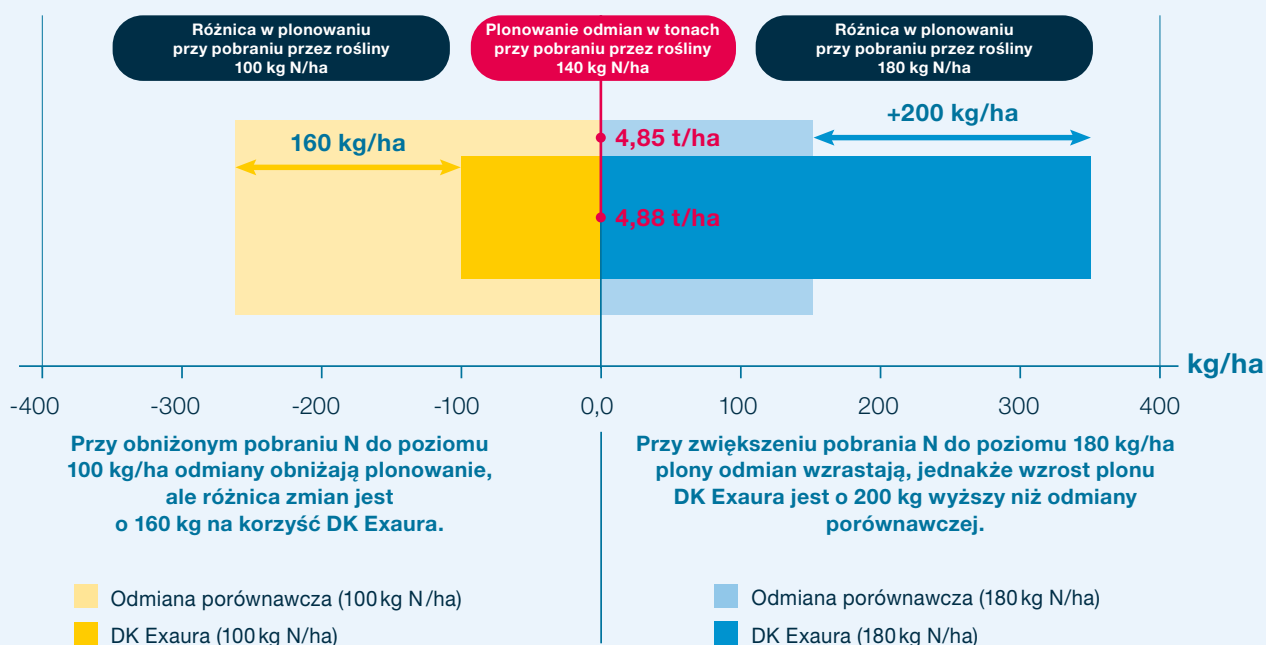 Różnica w plonowaniu
przy pobraniu przez rośliny
100 kg N/ha
Plonowanie odmian w tonach
przy pobraniu przez rośliny
140 kg N/ha
Różnica w plonowaniu
przy pobraniu przez rośliny
180 kg N/ha
160 kg/ha
4,85 t/ha
+200 kg/ha
4,88 t/ha
kg/ha
-400 -300 -200 -100 0,0 100 200 300 400
Przy obniżonym pobraniu N do poziomu
100 kg/ha odmiany obniżają plonowanie,
ale różnica zmian jest
o 160 kg na korzyść DK Exaura.
Przy zwiększeniu pobrania N do poziomu 180 kg/ha
plony odmian wzrastają, jednakże wzrost plonu
DK Exaura jest o 200 kg wyższy niż odmiany
porównawczej.
Odmiana porównawcza (100 kg N/ha)
DK Exaura (100 kg N/ha)
Odmiana porównawcza (180 kg N/ha)
DK Exaura (180 kg N/ha)